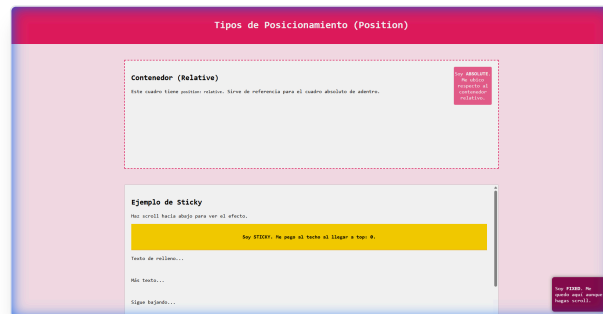 Tipos de Posicionamiento (Position)
Contenedor (Relative)
Este cuadro tiene position: relative. Sirve de referencia para el cuadro absoluto de adentro.
Soy ABSOLUTE.
Me ubico
respecto al
contenedor
relative.
Ejemplo de Sticky
Haz scroll hacia abajo para ver el efecto.
Soy STICKY. Me pego al techo al llegar a top: 0.
Texto de relleno...
Más texto...
Sigue bajando...
Soy FIXED. Me
quedo aquí aunque
hagas scroll.